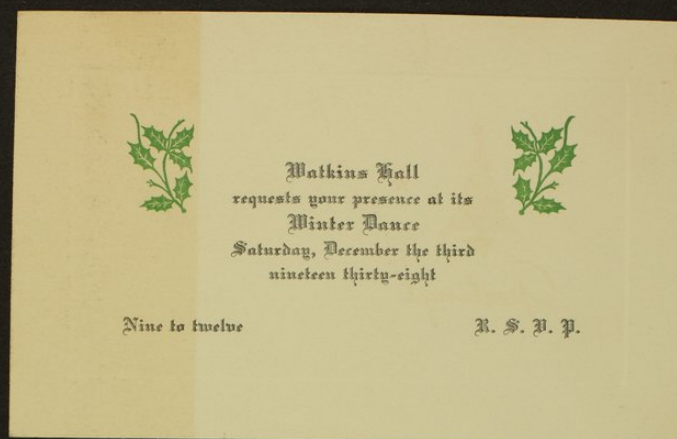 Watkins Hall
requests your presence at its
Winter Dance
Saturday, December the third
nineteen thirty-eight
Nine to twelve
R. S. V. P.